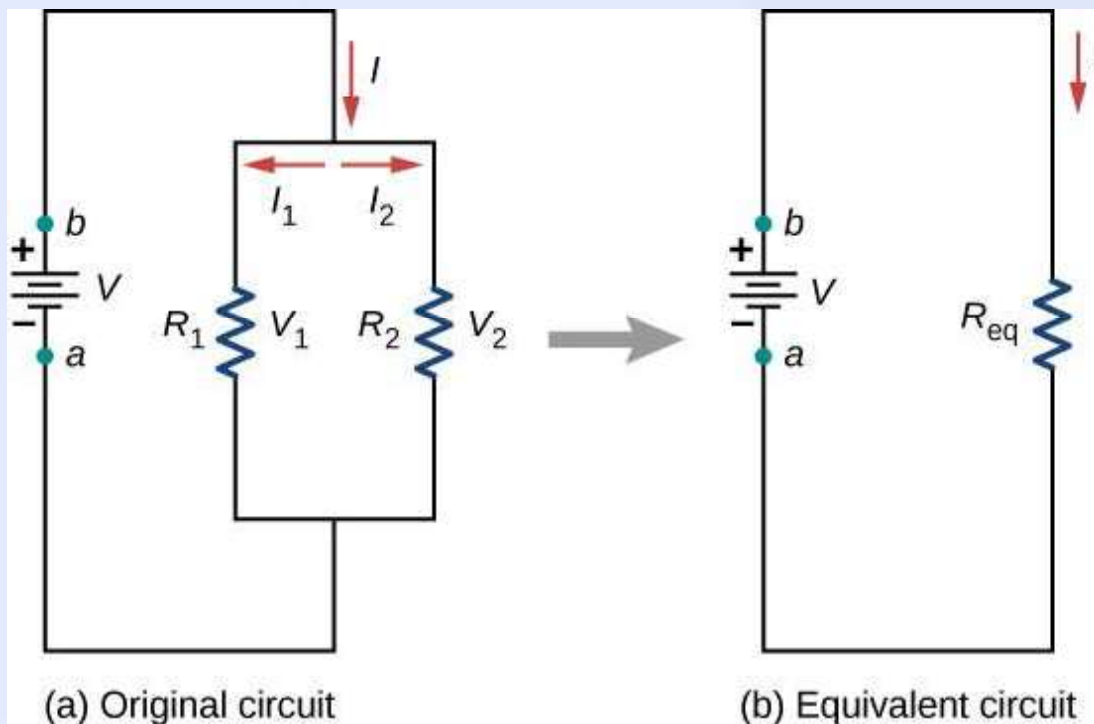 I
I₁ I₂
b
+
V
−
a
R₁ V₁ R₂ V₂
(a) Original circuit
b
+
V
−
a
Req
(b) Equivalent circuit